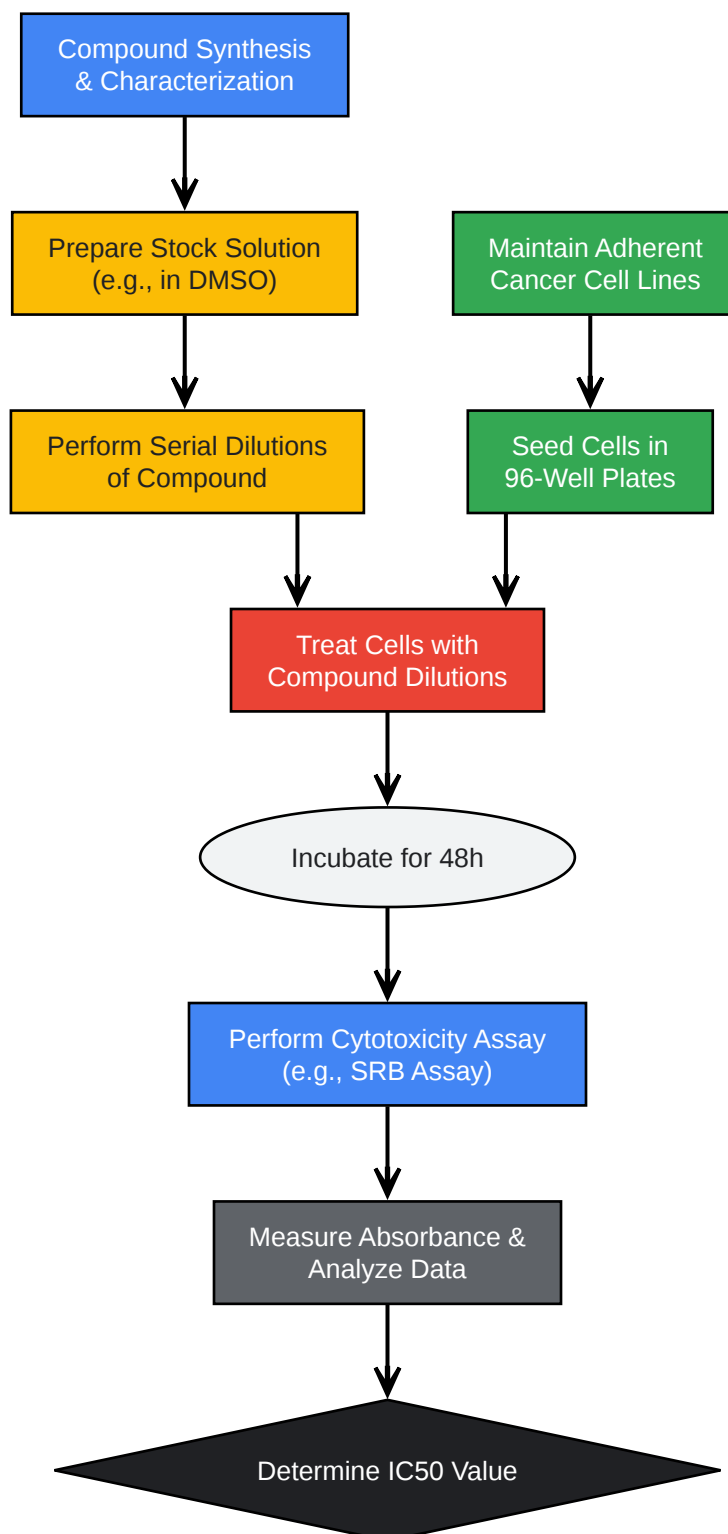 Compound Synthesis
& Characterization
Prepare Stock Solution
(e.g., in DMSO)
Maintain Adherent
Cancer Cell Lines
Perform Serial Dilutions
of Compound
Seed Cells in
96-Well Plates
Treat Cells with
Compound Dilutions
Incubate for 48h
Perform Cytotoxicity Assay
(e.g., SRB Assay)
Measure Absorbance &
Analyze Data
Determine IC50 Value